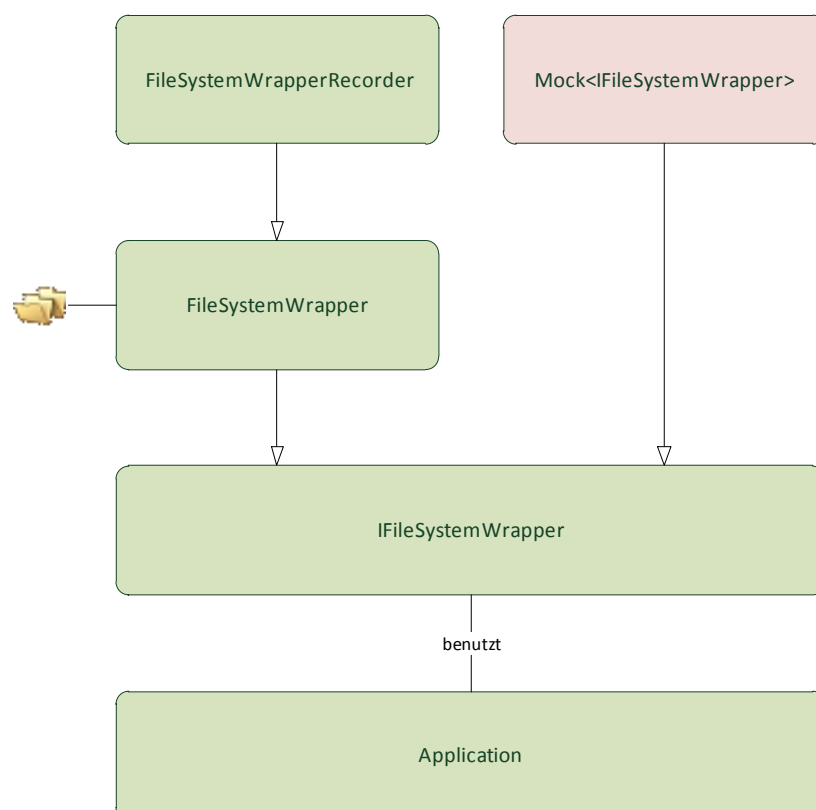 FileSystemWrapperRecorder
Mock<IFileSystemWrapper>
FileSystemWrapper
IFileSystemWrapper
benutzt
Application